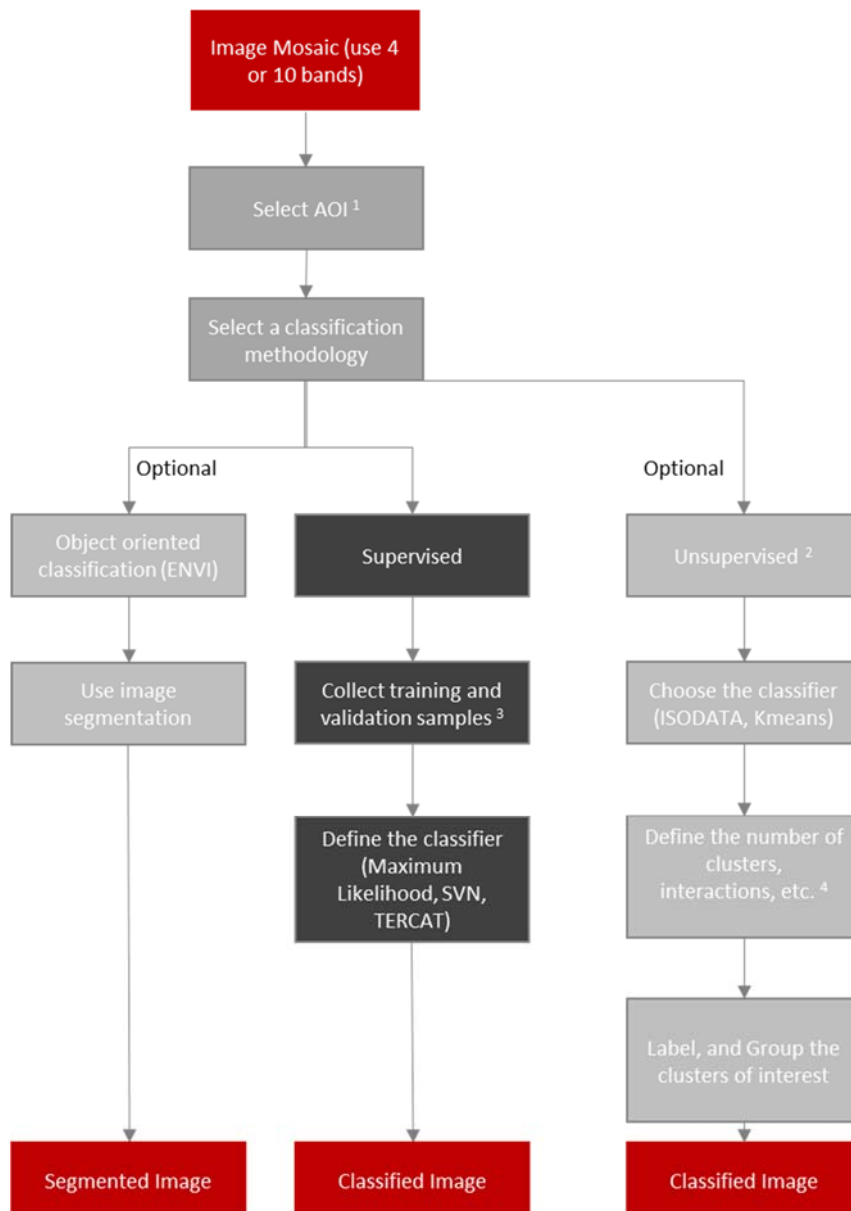 Image Mosaic (use 4
or 10 bands)
Select AOI ¹
Select a classification
methodology
Optional
Optional
Object oriented
classification (ENVI)
Supervised
Unsupervised ²
Use image
segmentation
Collect training and
validation samples ³
Choose the classifier
(ISODATA, Kmeans)
Define the classifier
(Maximum
Likelihood, SVN,
TERCAT)
Define the number of
clusters,
interactions, etc. ⁴
Label, and Group the
clusters of interest
Segmented Image
Classified Image
Classified Image